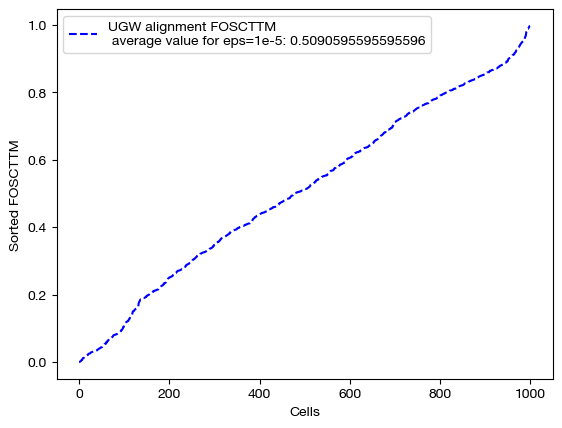 UGW alignment FOSCTTM
average value for eps=1e-5: 0.5090595595595596
1.0
0.8
0.6
0.4
0.2
0.0
Sorted FOSCTTM
0 200 400 600 800 1000
Cells